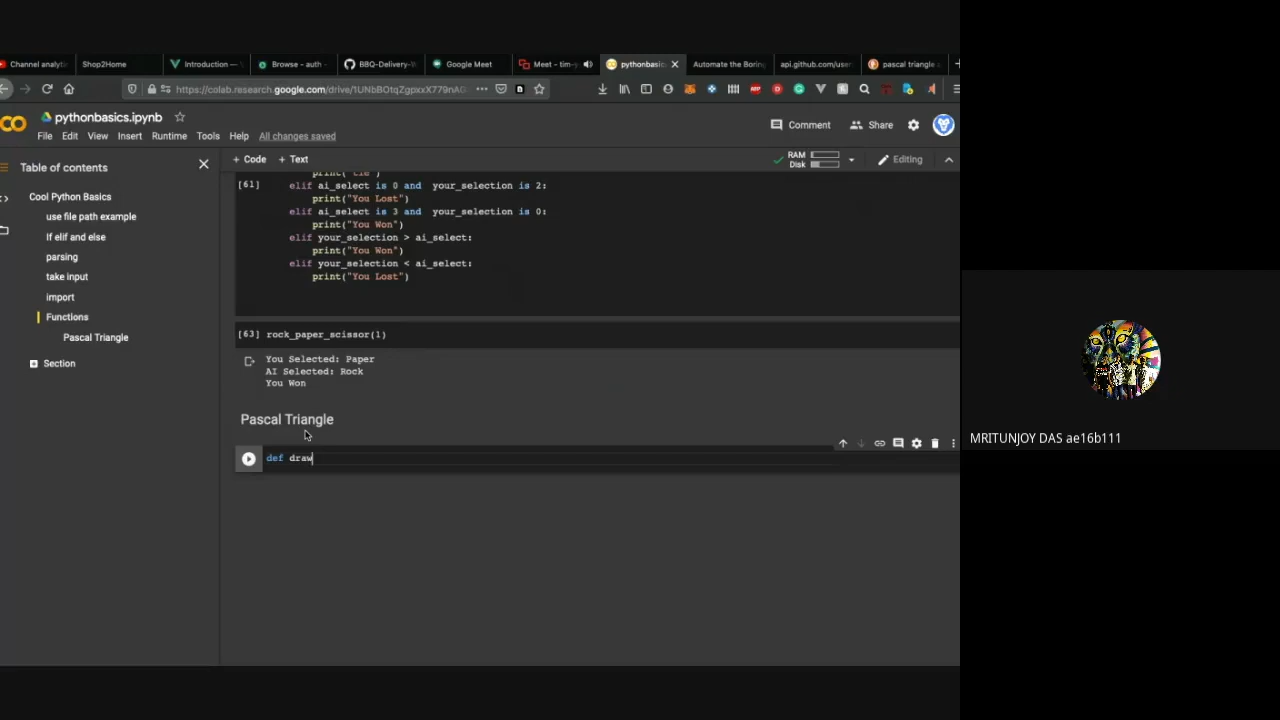 Channel analyti
Shop2Home
Introduction —
Browse - auth
BBQ-Delivery-
Google Meet
Meet - tim-
pythonbasic
Automate the Borin
api.github.com/user
pascal triangle
https://colab.research.google.com/drive/
pythonbasics.ipynb
File Edit View Insert Runtime Tools Help All changes saved
Comment Share
Table of contents
+ Code + Text
RAM
Disk
Editing
Cool Python Basics
use file path example
If elif and else
parsing
take input
import
Functions
Pascal Triangle
Section
print("tie")
[61] elif ai_select is 0 and your_selection is 2:
print("You Lost")
elif ai_select is 3 and your_selection is 0:
print("You Won")
elif your_selection > ai_select:
print("You Won")
elif your_selection < ai_select:
print("You Lost")
[63] rock_paper_scissor(1)
You Selected: Paper
AI Selected: Rock
You Won
Pascal Triangle
def draw
MRITUNJOY DAS ae16b111